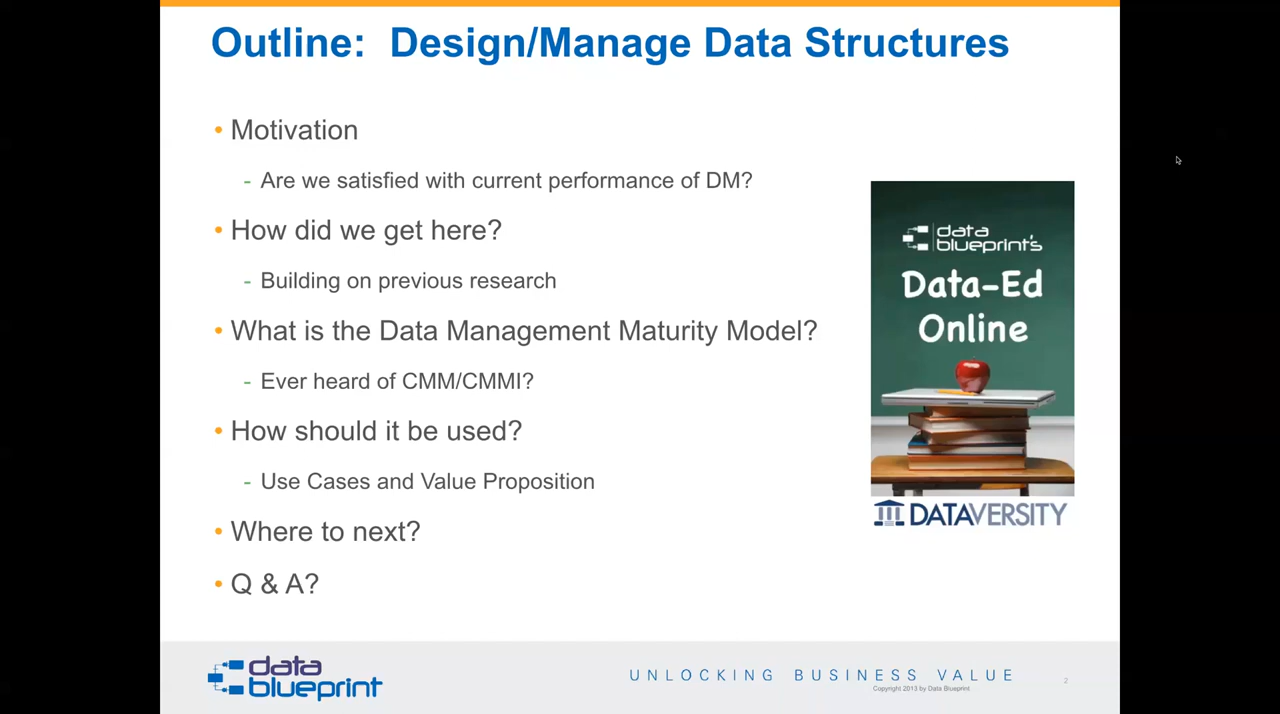 Outline: Design/Manage Data Structures
• Motivation
- Are we satisfied with current performance of DM?
• How did we get here?
- Building on previous research
• What is the Data Management Maturity Model?
- Ever heard of CMM/CMMI?
• How should it be used?
- Use Cases and Value Proposition
• Where to next?
• Q & A?
data
blueprint's
Data-Ed
Online
DATAVERSITY
data
blueprint
UNLOCKING BUSINESS VALUE
Copyright 2013 by Data Blueprint
2